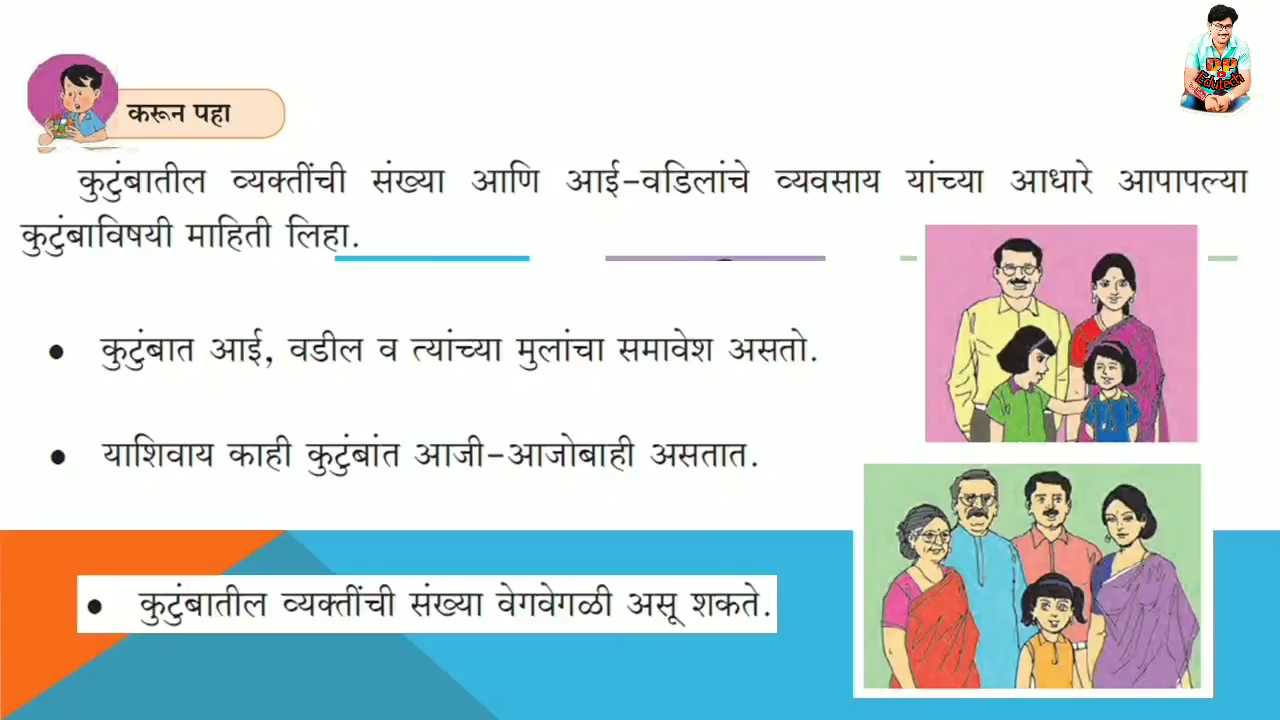 करून पहा
कुटुंबातील व्यक्तींची संख्या आणि आई-वडिलांचे व्यवसाय यांच्या आधारे आपापल्या
कुटुंबाविषयी माहिती लिहा.
• कुटुंबात आई, वडील व त्यांच्या मुलांचा समावेश असतो.
• याशिवाय काही कुटुंबांत आजी-आजोबाही असतात.
• कुटुंबातील व्यक्तींची संख्या वेगवेगळी असू शकते.
Edutech